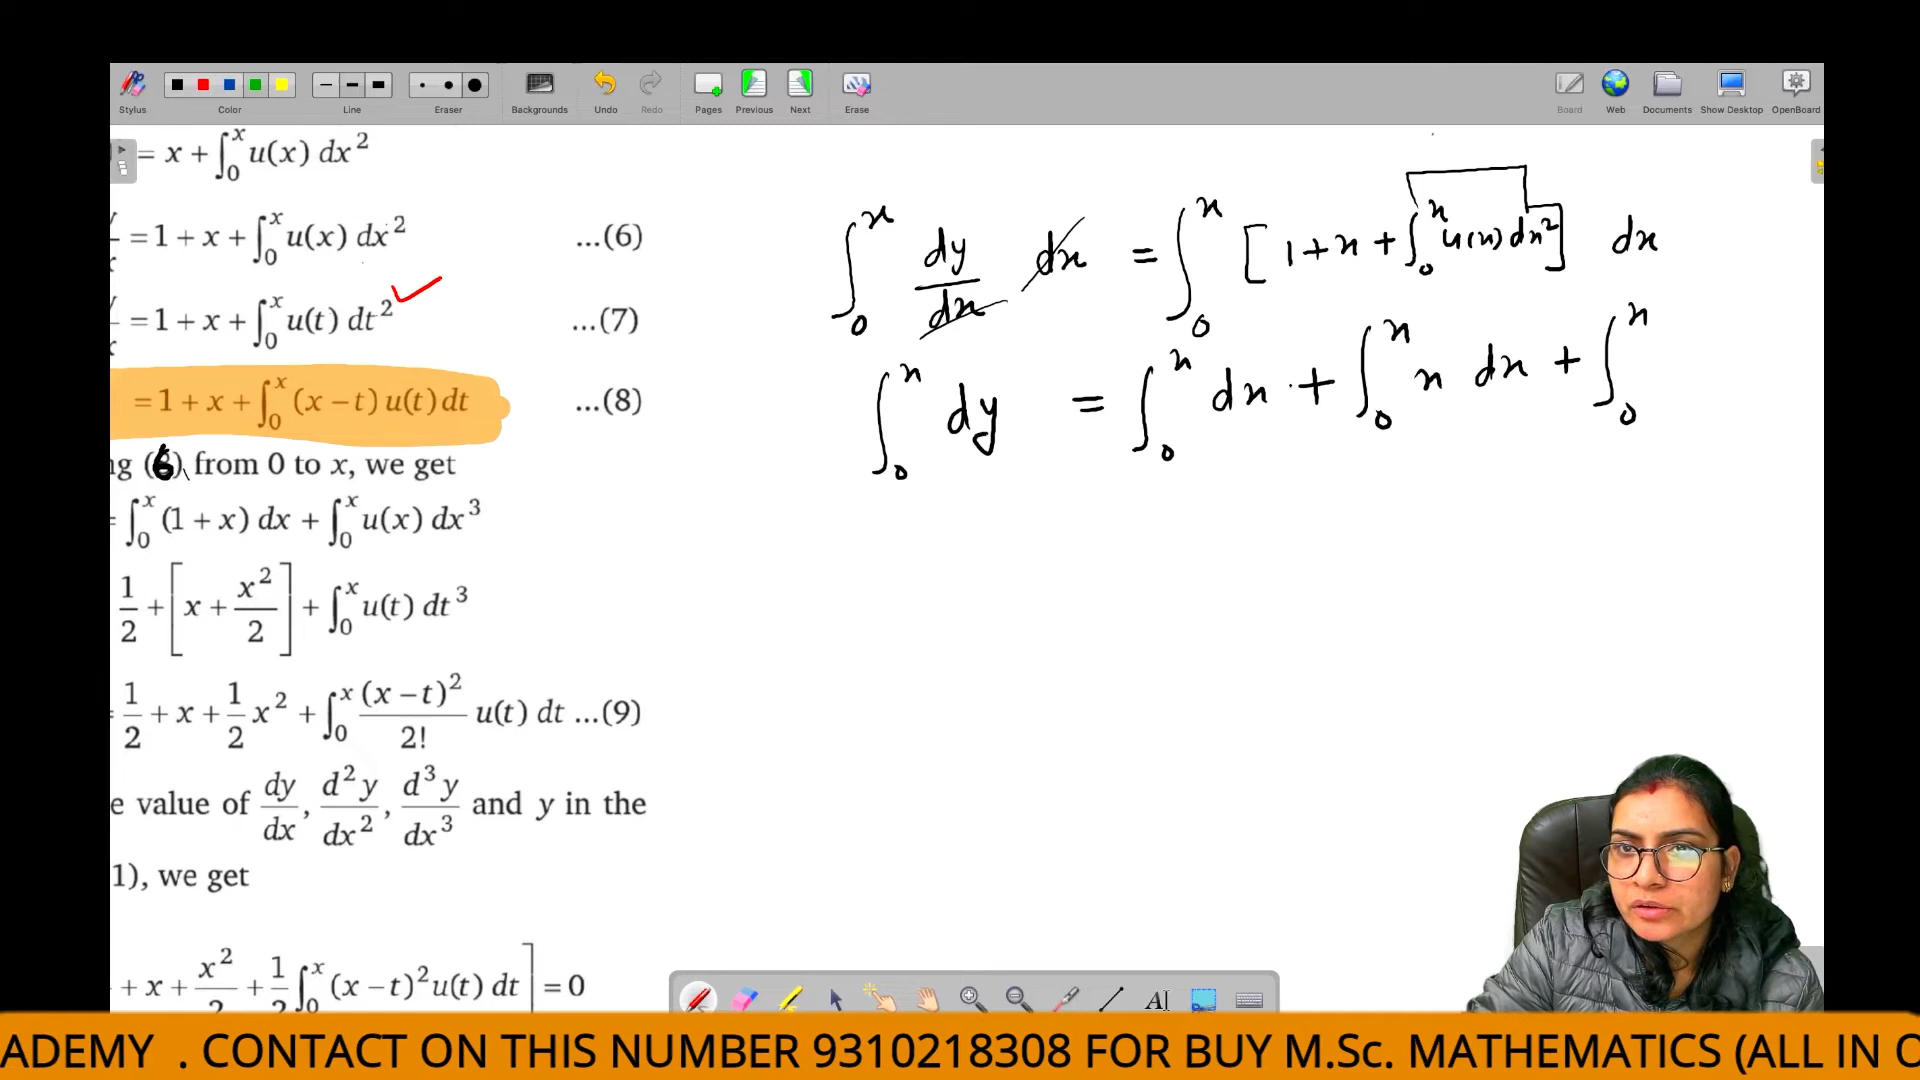 Stylus
Color
Line
Eraser
Backgrounds
Undo
Redo
Pages
Previous
Next
Erase
Board
Web
Documents
Show Desktop
OpenBoard
= x + ∫₀ˣ u(x) dx²
= 1 + x + ∫₀ˣ u(x) dx² ...(6)
= 1 + x + ∫₀ˣ u(t) dt² ...(7)
= 1 + x + ∫₀ˣ (x − t) u(t) dt ...(8)
ng (6) from 0 to x, we get
= ∫₀ˣ (1 + x) dx + ∫₀ˣ u(x) dx³
1/2 + [x + x²/2] + ∫₀ˣ u(t) dt³
= 1/2 + x + 1/2 x² + ∫₀ˣ (x − t)²/2! u(t) dt ...(9)
e value of dy/dx, d²y/dx², d³y/dx³ and y in the
1), we get
+ x + x²/2 + 1/2 ∫₀ˣ (x − t)² u(t) dt] = 0
∫₀ˣ dy/dx dx = ∫₀ˣ [1 + x + ∫₀ˣ u(x) dx²] dx
∫₀ˣ dy = ∫₀ˣ dx + ∫₀ˣ x dx + ∫₀ˣ
AI
ADEMY . CONTACT ON THIS NUMBER 9310218308 FOR BUY M.Sc. MATHEMATICS (ALL IN O